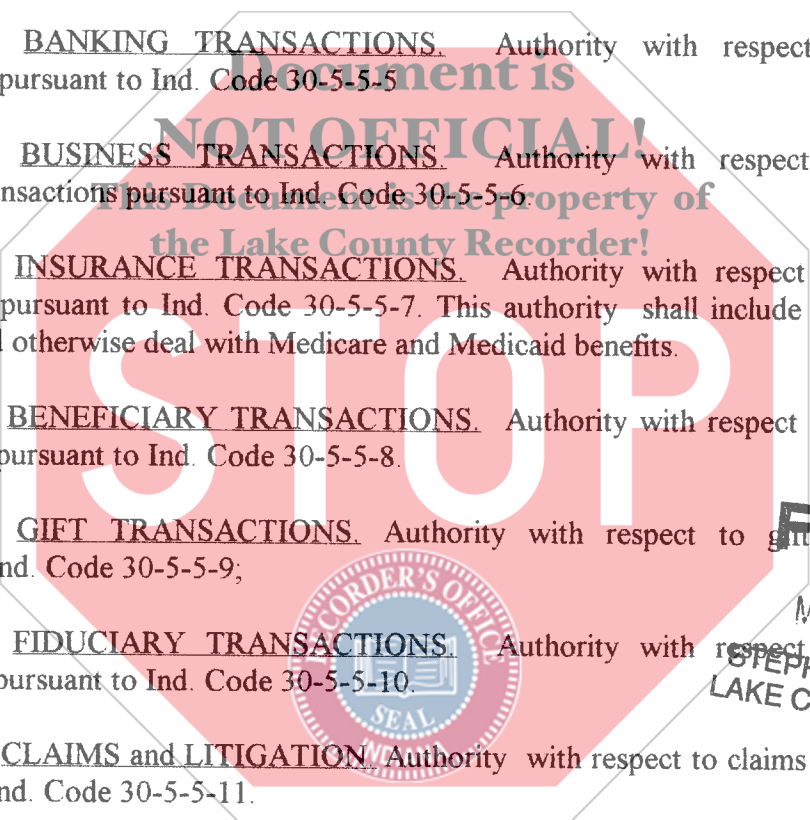 BANKING TRANSACTIONS. Authority with respect
pursuant to Ind. Code 30-5-5-5
Document is
NOT OFFICIAL!
BUSINESS TRANSACTIONS. Authority with respect
nsactions pursuant to Ind. Code 30-5-5-6.
This Document is the property of
the Lake County Recorder!
INSURANCE TRANSACTIONS. Authority with respect
pursuant to Ind. Code 30-5-5-7. This authority shall include
otherwise deal with Medicare and Medicaid benefits.
STOP
BENEFICIARY TRANSACTIONS. Authority with respect
pursuant to Ind. Code 30-5-5-8.
GIFT TRANSACTIONS. Authority with respect to
nd. Code 30-5-5-9;
RECORDER'S OFFICE
FIDUCIARY TRANSACTIONS. Authority with respect
pursuant to Ind. Code 30-5-5-10.
STEPH
LAKE C
SEAL
INDIANA
CLAIMS and LITIGATION. Authority with respect to claims
nd. Code 30-5-5-11.